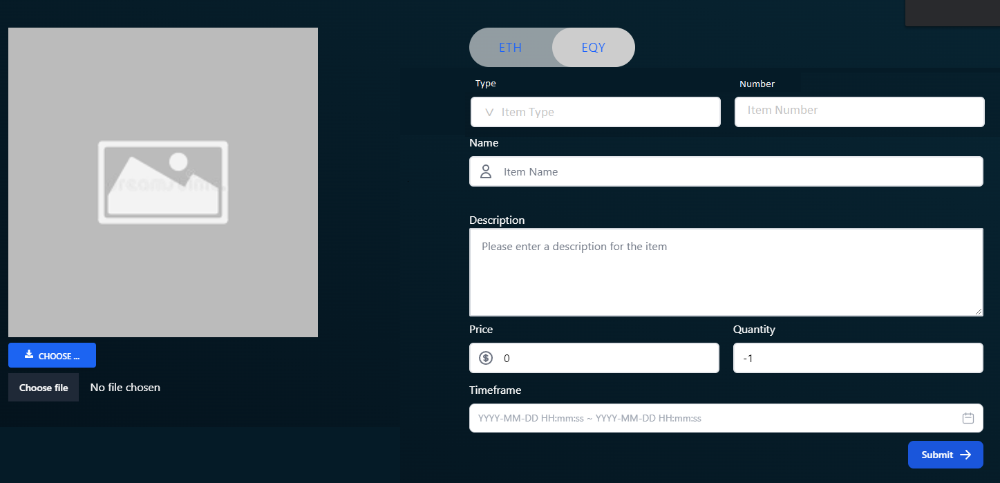 ETH
EQY
Type
Number
Item Type
Item Number
Name
Item Name
Description
Please enter a description for the item
Price
Quantity
0
-1
Timeframe
YYYY-MM-DD HH:mm:ss ~ YYYY-MM-DD HH:mm:ss
Submit
CHOOSE ...
Choose file
No file chosen